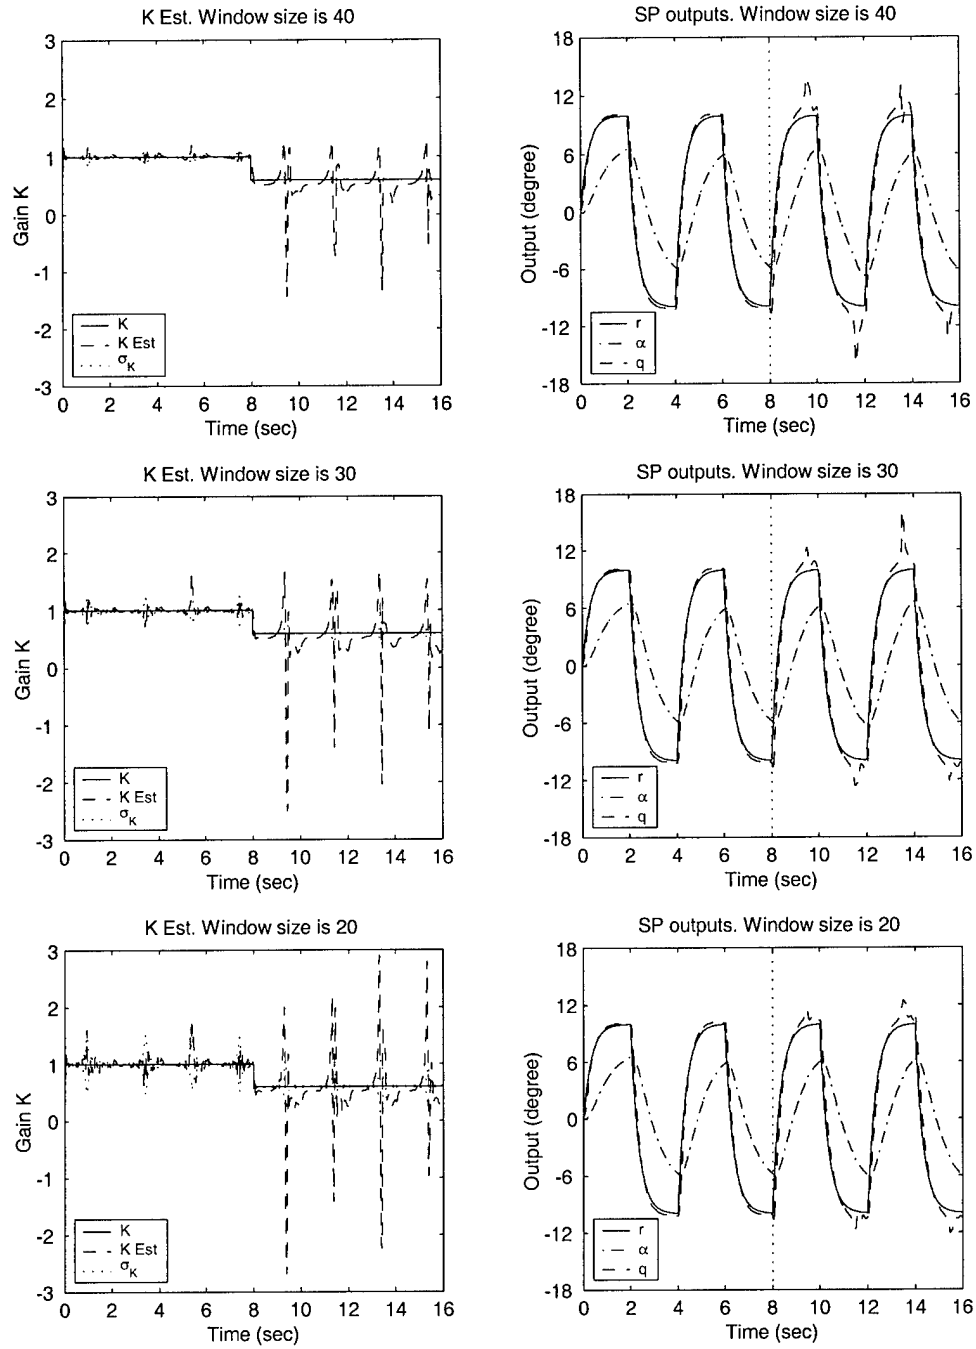 K Est. Window size is 40
3
2
1
0
-1
-2
-3
Gain K
K
K Est
σK
0 2 4 6 8 10 12 14 16
Time (sec)
SP outputs. Window size is 40
18
12
6
0
-6
-12
-18
Output (degree)
r
α
q
0 2 4 6 8 10 12 14 16
Time (sec)
K Est. Window size is 30
3
2
1
0
-1
-2
-3
Gain K
K
K Est
σK
0 2 4 6 8 10 12 14 16
Time (sec)
SP outputs. Window size is 30
18
12
6
0
-6
-12
-18
Output (degree)
r
α
q
0 2 4 6 8 10 12 14 16
Time (sec)
K Est. Window size is 20
3
2
1
0
-1
-2
-3
Gain K
K
K Est
σK
0 2 4 6 8 10 12 14 16
Time (sec)
SP outputs. Window size is 20
18
12
6
0
-6
-12
-18
Output (degree)
r
α
q
0 2 4 6 8 10 12 14 16
Time (sec)